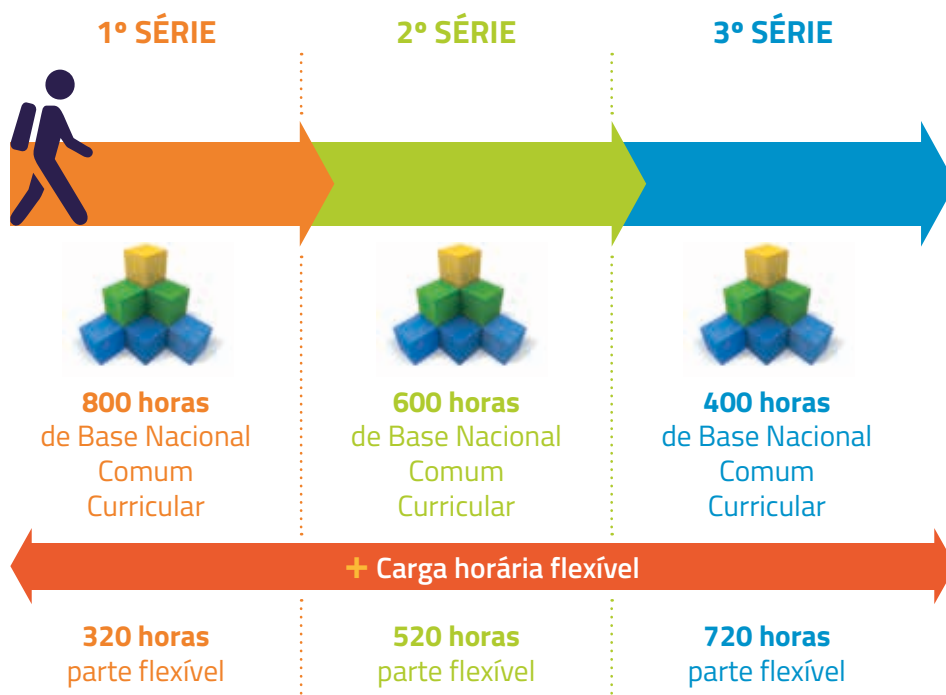 1º SÉRIE
2º SÉRIE
3º SÉRIE
800 horas
de Base Nacional
Comum
Curricular
600 horas
de Base Nacional
Comum
Curricular
400 horas
de Base Nacional
Comum
Curricular
+ Carga horária flexível
320 horas
parte flexível
520 horas
parte flexível
720 horas
parte flexível